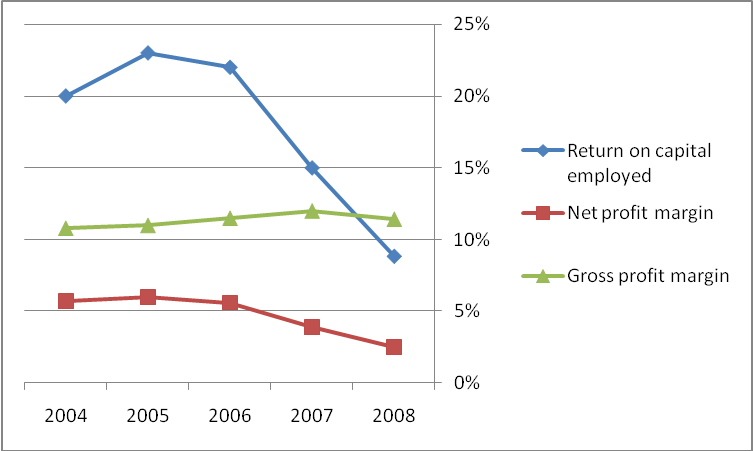 25%
20%
15%
10%
5%
0%
2004 2005 2006 2007 2008
Return on capital
employed
Net profit margin
Gross profit margin